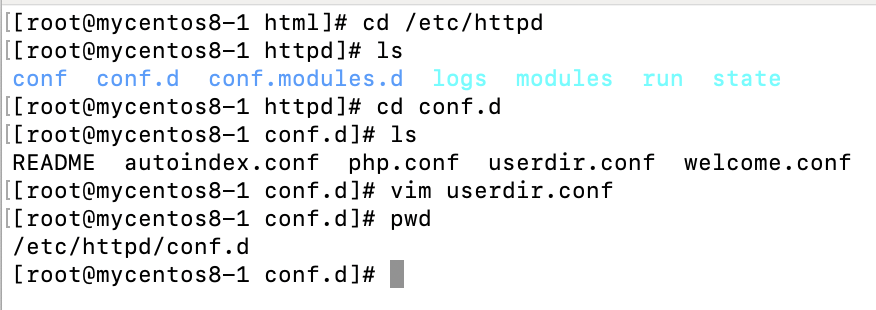 [[root@mycentos8-1 html]# cd /etc/httpd
[[root@mycentos8-1 httpd]# ls
conf  conf.d  conf.modules.d  logs  modules  run  state
[[root@mycentos8-1 httpd]# cd conf.d
[[root@mycentos8-1 conf.d]# ls
README  autoindex.conf  php.conf  userdir.conf  welcome.conf
[[root@mycentos8-1 conf.d]# vim userdir.conf
[[root@mycentos8-1 conf.d]# pwd
/etc/httpd/conf.d
[root@mycentos8-1 conf.d]#